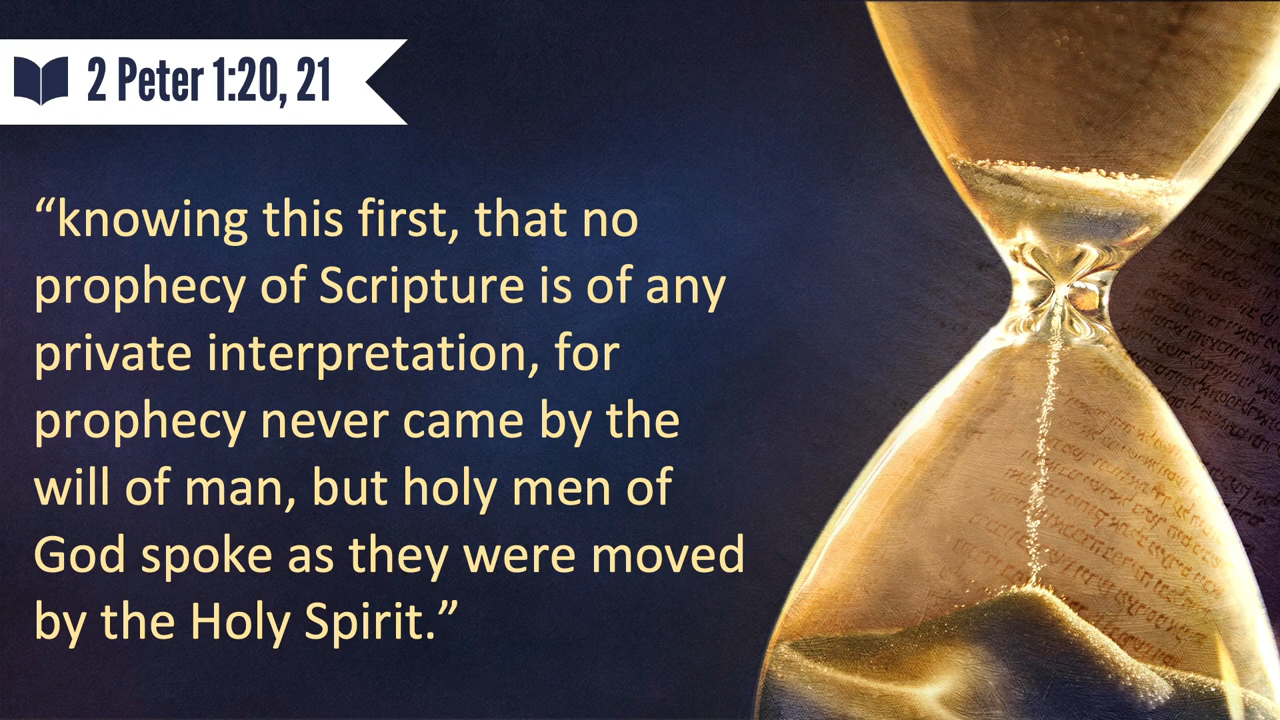 2 Peter 1:20, 21
“knowing this first, that no
prophecy of Scripture is of any
private interpretation, for
prophecy never came by the
will of man, but holy men of
God spoke as they were moved
by the Holy Spirit.”